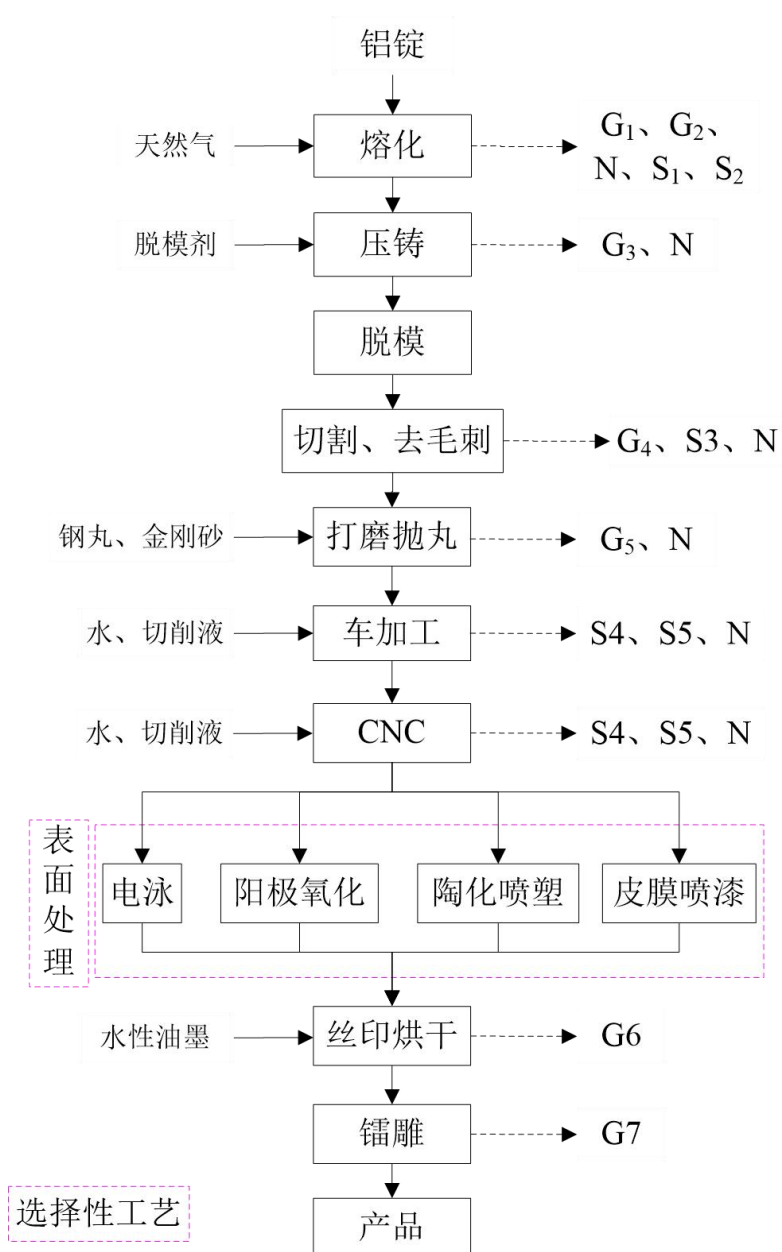 铝锭
天然气
熔化
G₁、G₂、
N、S₁、S₂
脱模剂
压铸
G₃、N
脱模
切割、去毛刺
G₄、S3、N
钢丸、金刚砂
打磨抛丸
G₅、N
水、切削液
车加工
S4、S5、N
水、切削液
CNC
S4、S5、N
表面处理
电泳
阳极氧化
陶化喷塑
皮膜喷漆
水性油墨
丝印烘干
G6
镭雕
G7
选择性工艺
产品